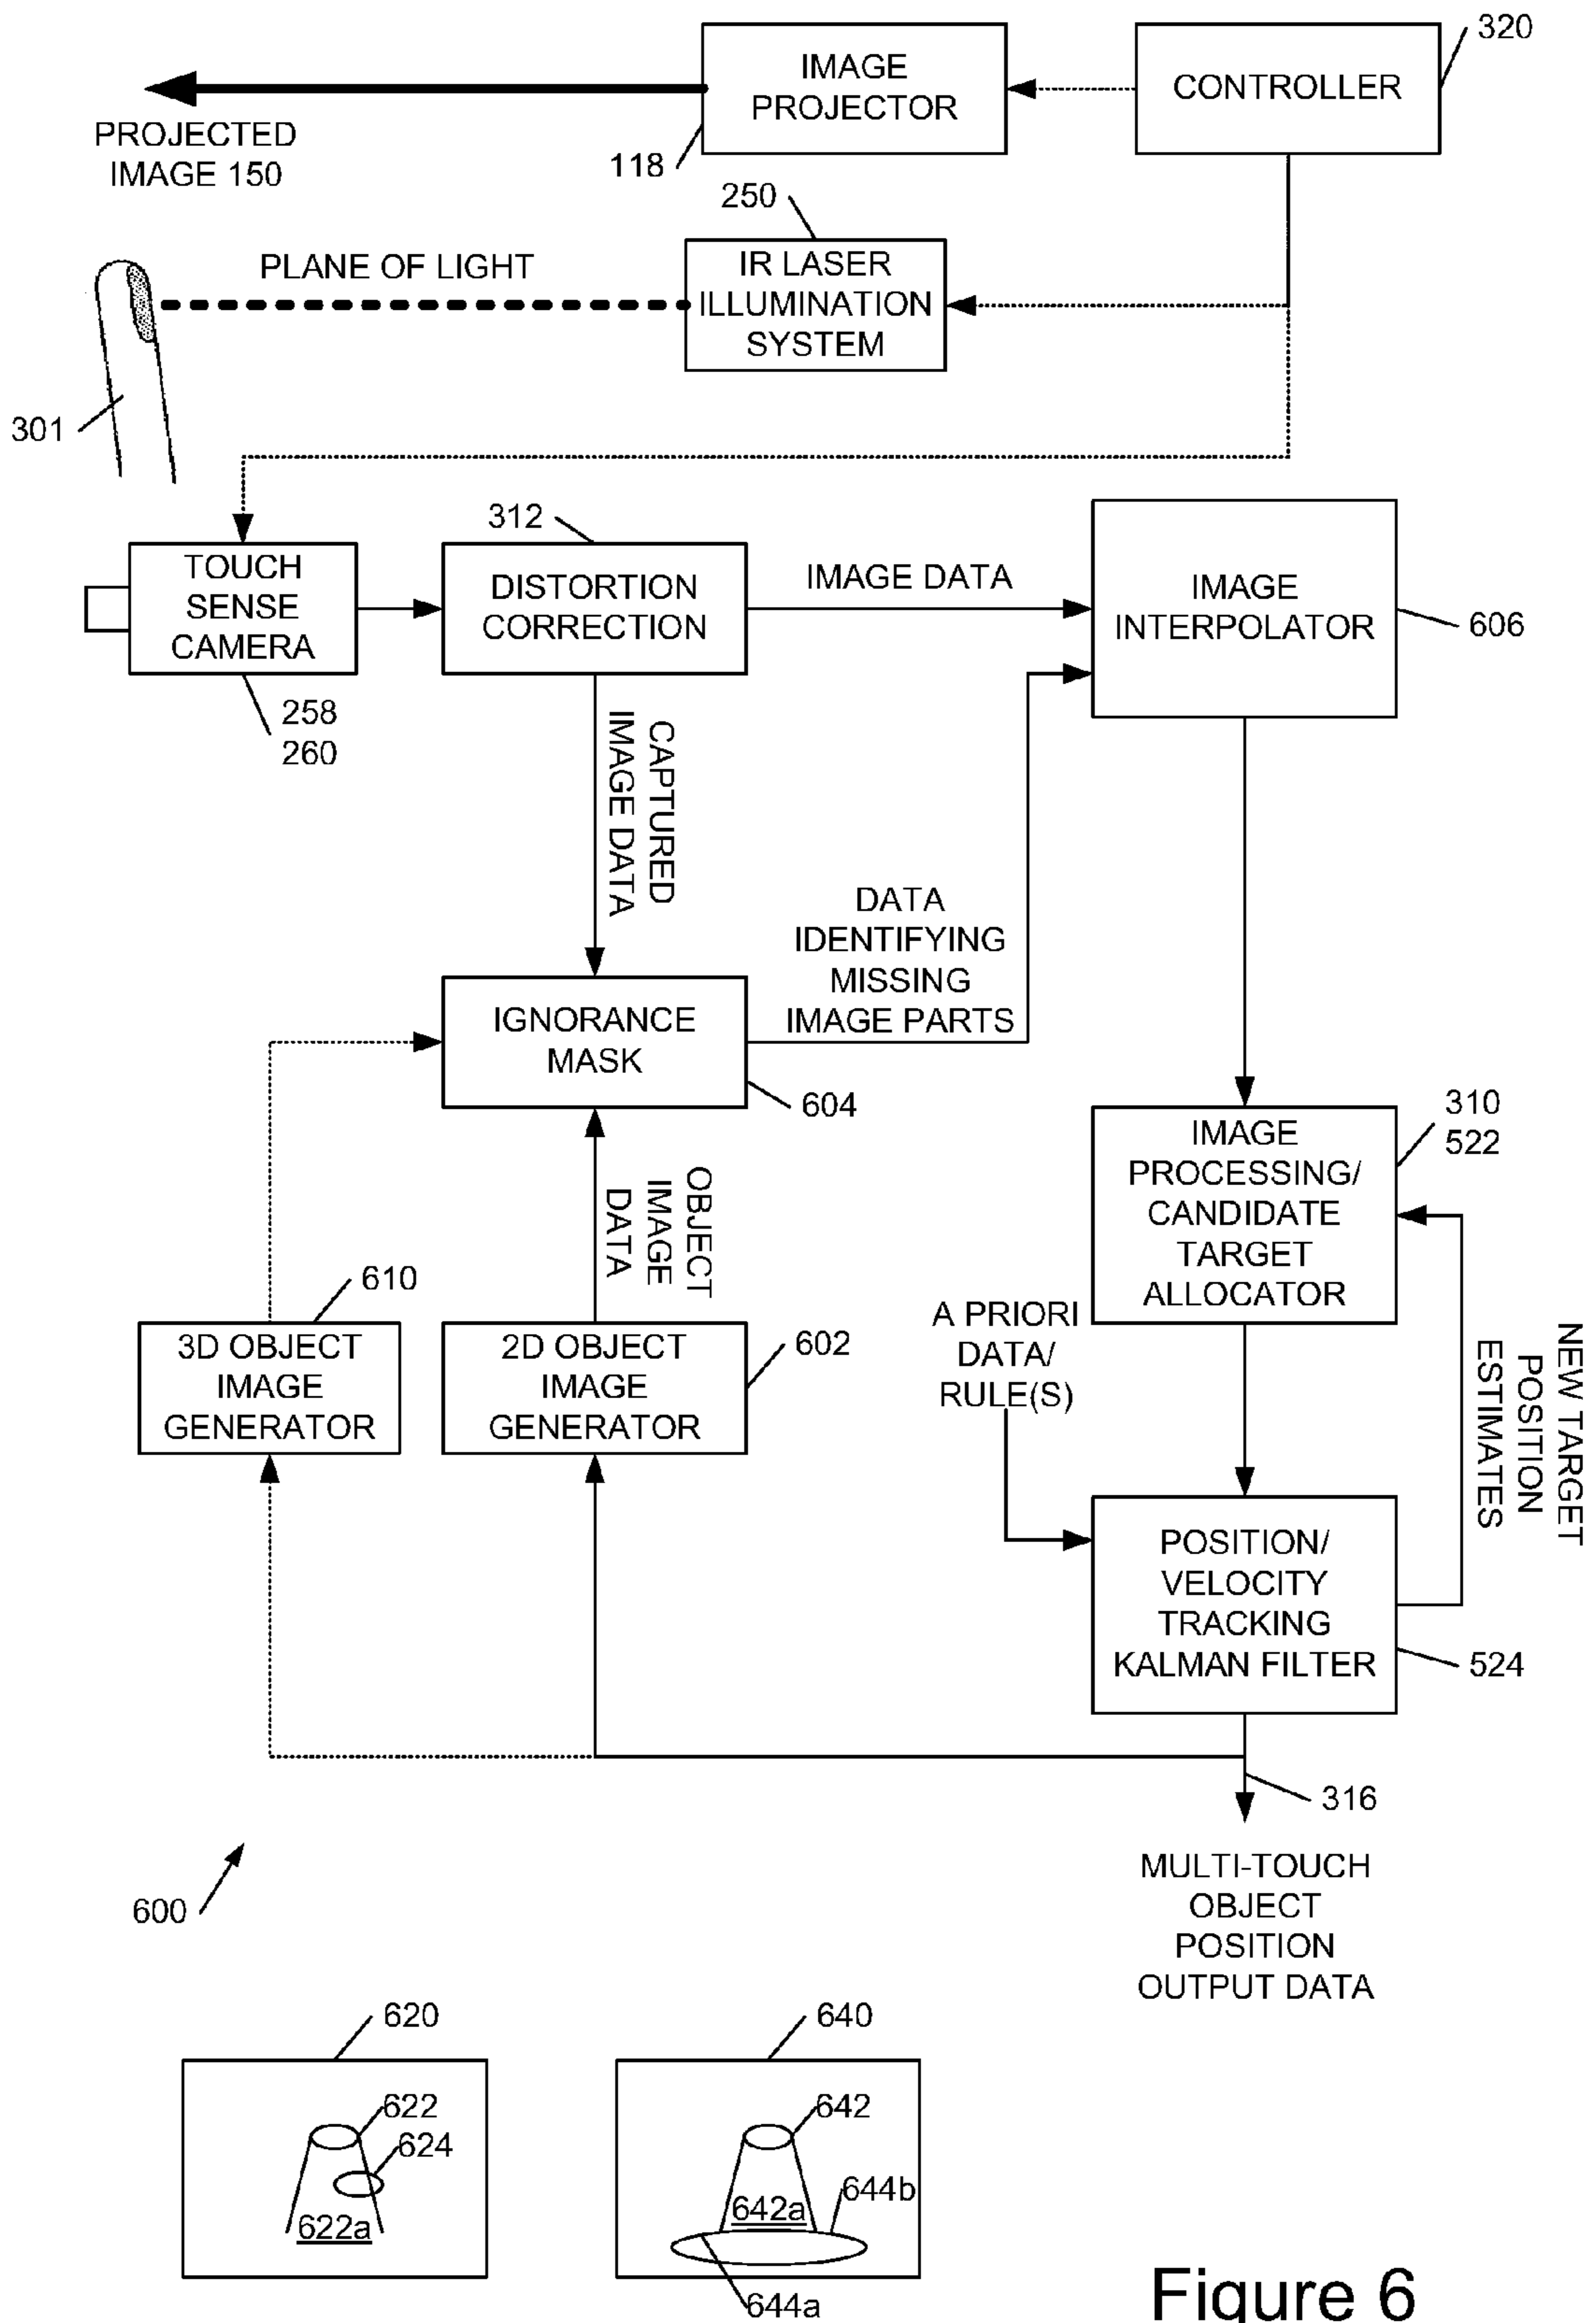 IMAGE
PROJECTOR
CONTROLLER
320
PROJECTED
IMAGE 150
118
250
PLANE OF LIGHT
IR LASER
ILLUMINATION
SYSTEM
301
TOUCH
SENSE
CAMERA
258
260
312
DISTORTION
CORRECTION
IMAGE DATA
IMAGE
INTERPOLATOR
606
CAPTURED
IMAGE DATA
DATA
IDENTIFYING
MISSING
IMAGE PARTS
IGNORANCE
MASK
604
OBJECT
IMAGE
DATA
310
522
IMAGE
PROCESSING/
CANDIDATE
TARGET
ALLOCATOR
610
3D OBJECT
IMAGE
GENERATOR
2D OBJECT
IMAGE
GENERATOR
602
A PRIORI
DATA/
RULE(S)
NEW TARGET
POSITION
ESTIMATES
POSITION/
VELOCITY
TRACKING
KALMAN FILTER
524
316
MULTI-TOUCH
OBJECT
POSITION
OUTPUT DATA
600
620
622
624
622a
640
642
644b
642a
644a
Figure 6